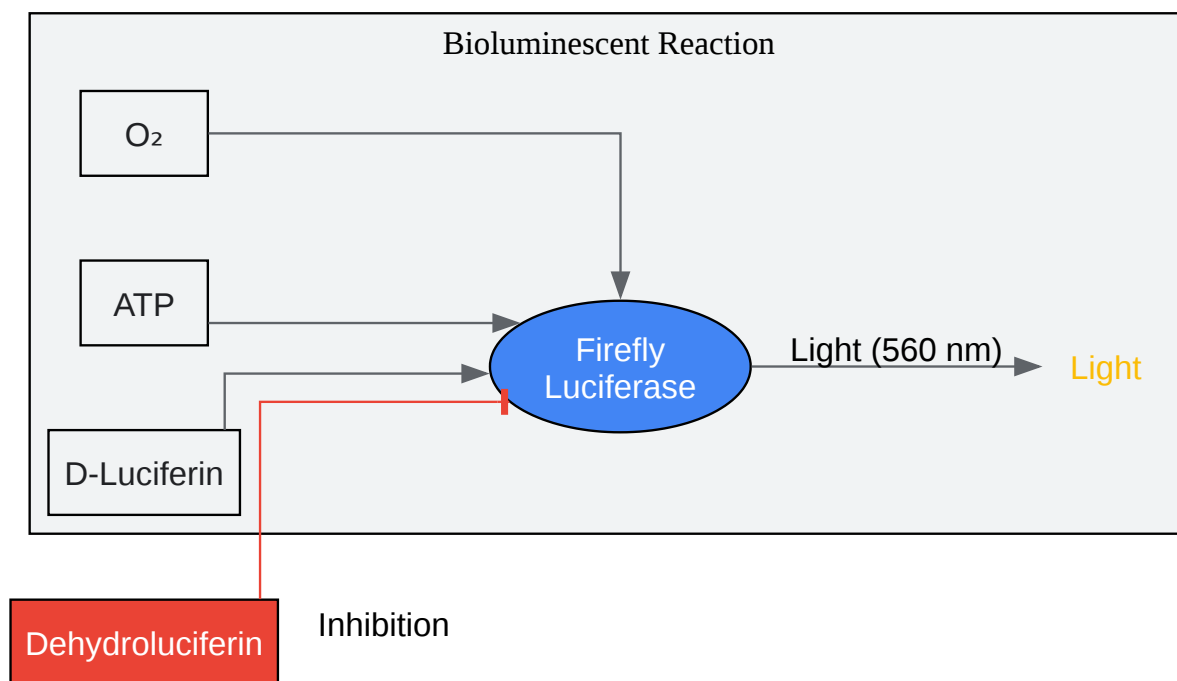 Bioluminescent Reaction
O₂
ATP
Firefly
Luciferase
Light (560 nm)
Light
D-Luciferin
Dehydroluciferin
Inhibition